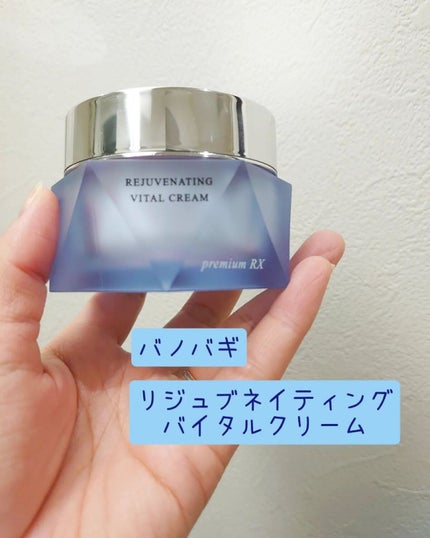 REJUVENATING
VITAL CREAM
premium RX
バノバギ
リジュブネイティング
バイタルクリーム